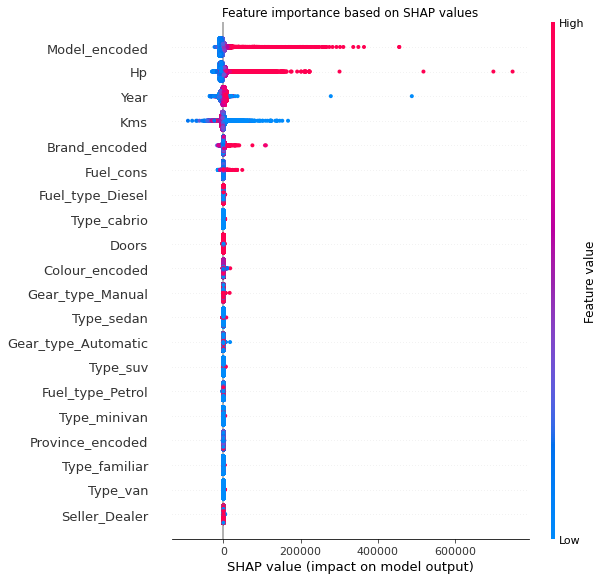 Feature importance based on SHAP values
High
Model_encoded
Hp
Year
Kms
Brand_encoded
Fuel_cons
Fuel_type_Diesel
Type_cabrio
Doors
Colour_encoded
Gear_type_Manual
Type_sedan
Gear_type_Automatic
Type_suv
Fuel_type_Petrol
Type_minivan
Province_encoded
Type_familiar
Type_van
Seller_Dealer
Feature value
Low
0 200000 400000 600000
SHAP value (impact on model output)